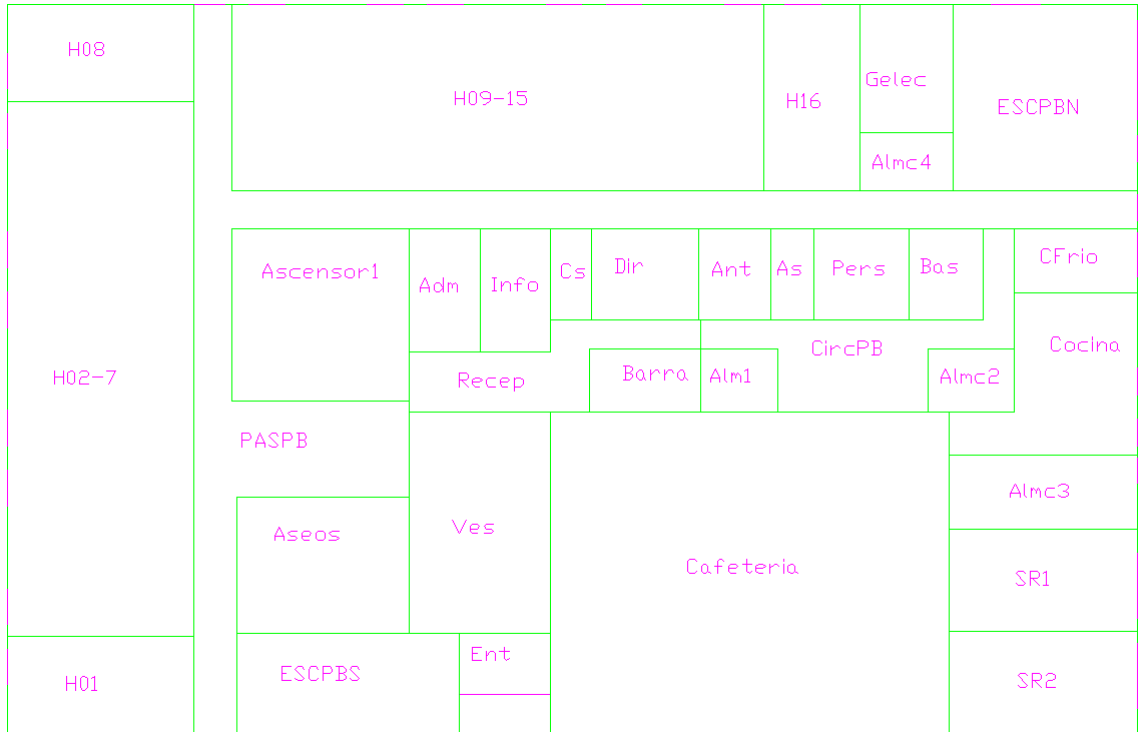 H08
H09-15
H16
Gelec
ESCPBN
Almc4
Ascensor1
Adm
Info
Cs
Dir
Ant
As
Pers
Bas
CFrio
H02-7
Recep
Barra
Alm1
CircPB
Almc2
Cocina
PASPB
Aseos
Ves
Cafeteria
Almc3
SR1
H01
ESCPBS
Ent
SR2